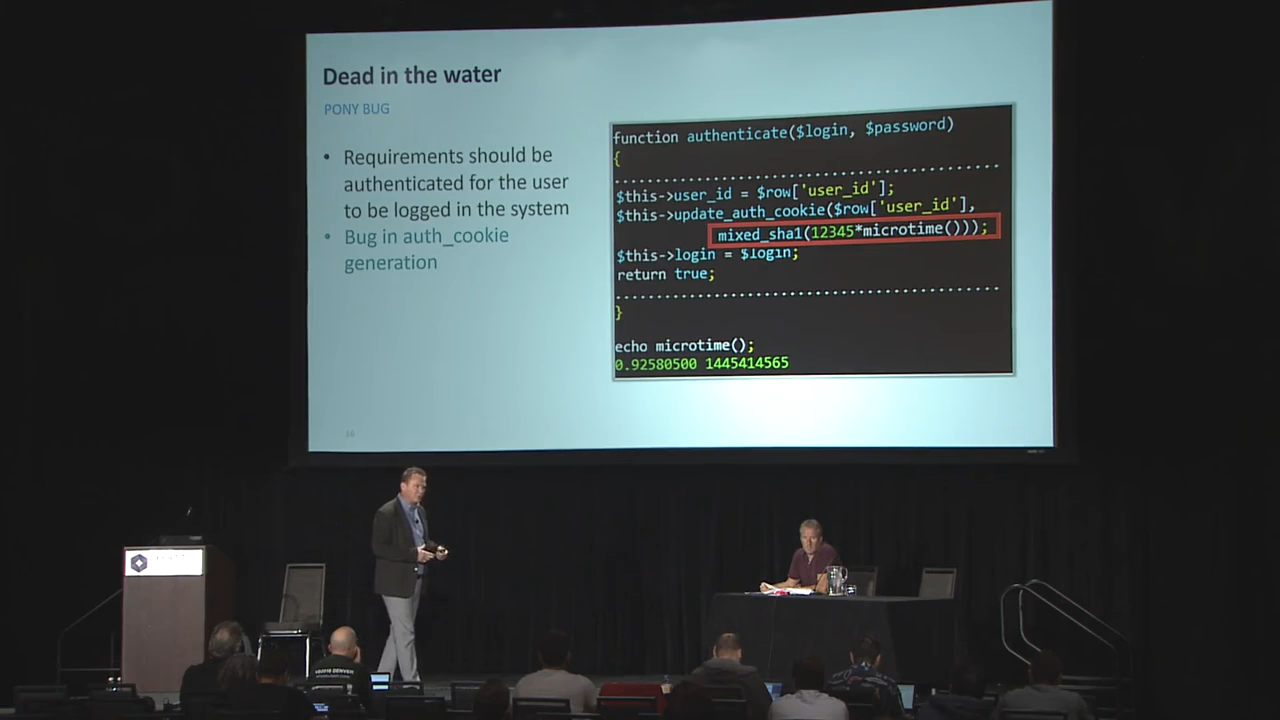 Dead in the water
PONY BUG
• Requirements should be
authenticated for the user
to be logged in the system
• Bug in auth_cookie
generation
16
function authenticate($login, $password)
{
................................................
$this->user_id = $row['user_id'];
$this->update_auth_cookie($row['user_id'],
mixed_sha1(12345*microtime()));
$this->login = $login;
return true;
................................................
}
echo microtime();
0.92580500 1445414565